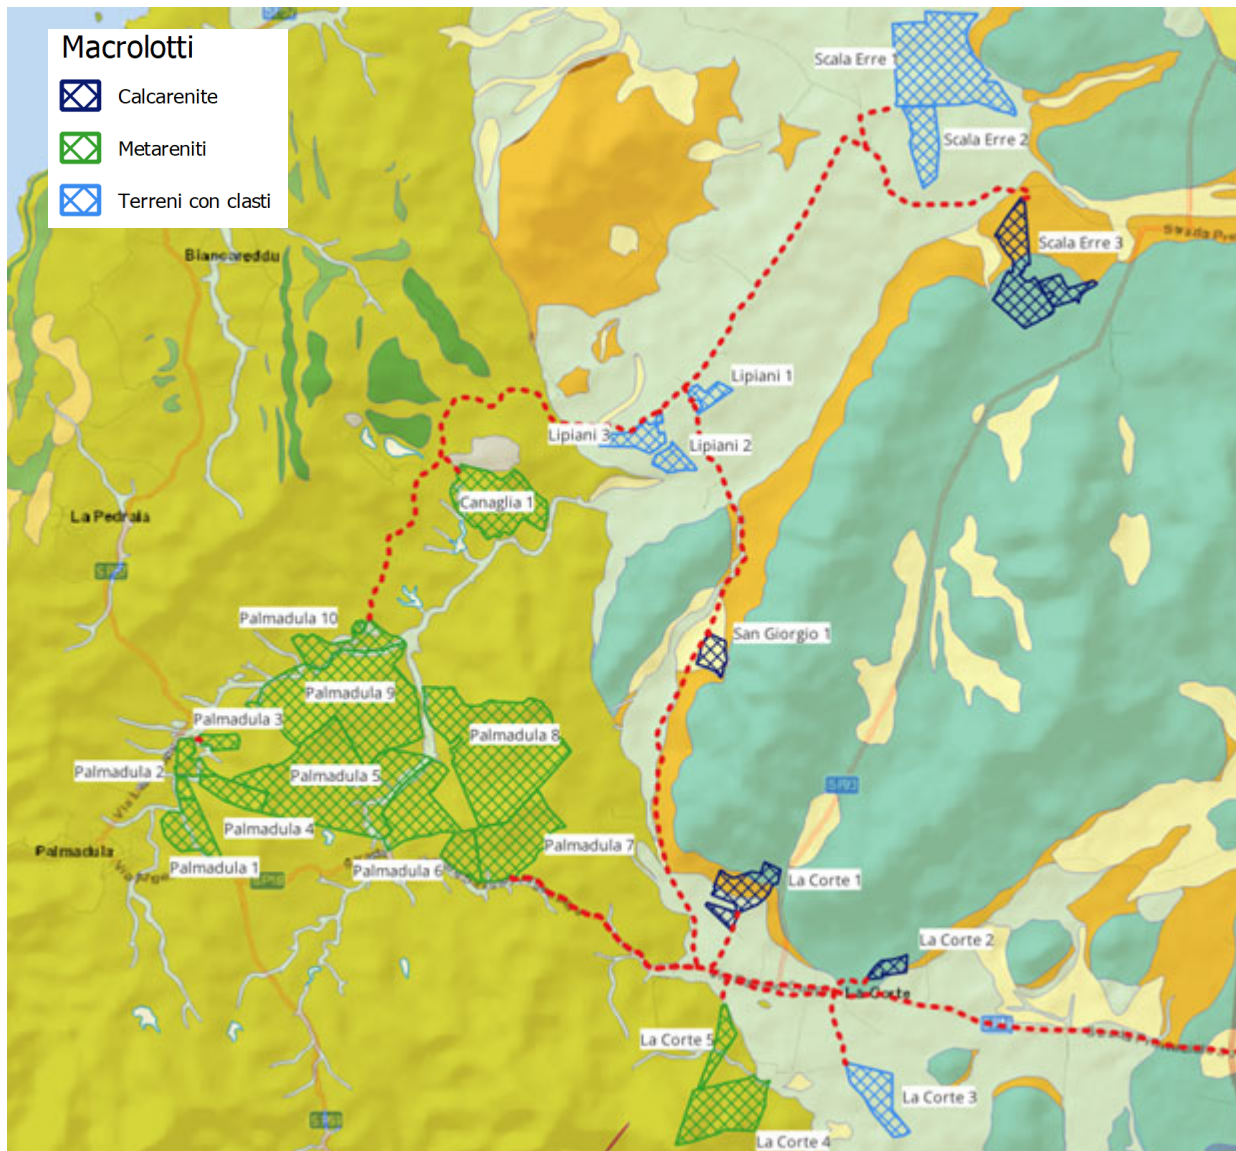 Macrolotti
Calcarenite
Metareniti
Terreni con clasti
Scala Erre 1
Scala Erre 2
Scala Erre 3
Strada Pro
Biancareddu
Lipiani 1
Lipiani 3
Lipiani 2
Canaglia 1
La Pedraia
Palmadula 10
San Giorgio 1
Palmadula 9
Palmadula 3
Palmadula 8
Palmadula 2
Palmadula 5
SP93
Palmadula 4
Palmadula 7
Palmadula
Palmadula 1
Palmadula 6
La Corte 1
La Corte 2
La Corte
La Corte 5
La Corte 3
La Corte 4